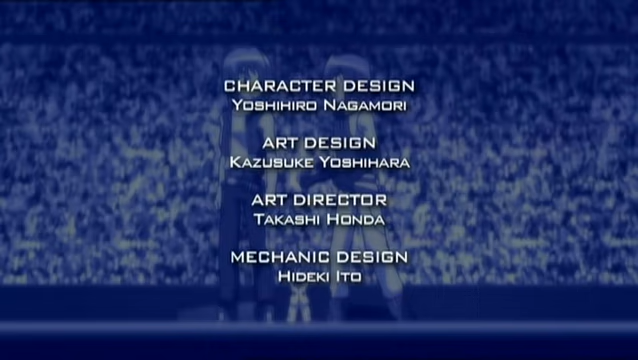 CHARACTER DESIGN
YOSHIHIRO NAGAMORI
ART DESIGN
KAZUSUKE YOSHIHARA
ART DIRECTOR
TAKASHI HONDA
MECHANIC DESIGN
HIDEKI ITO